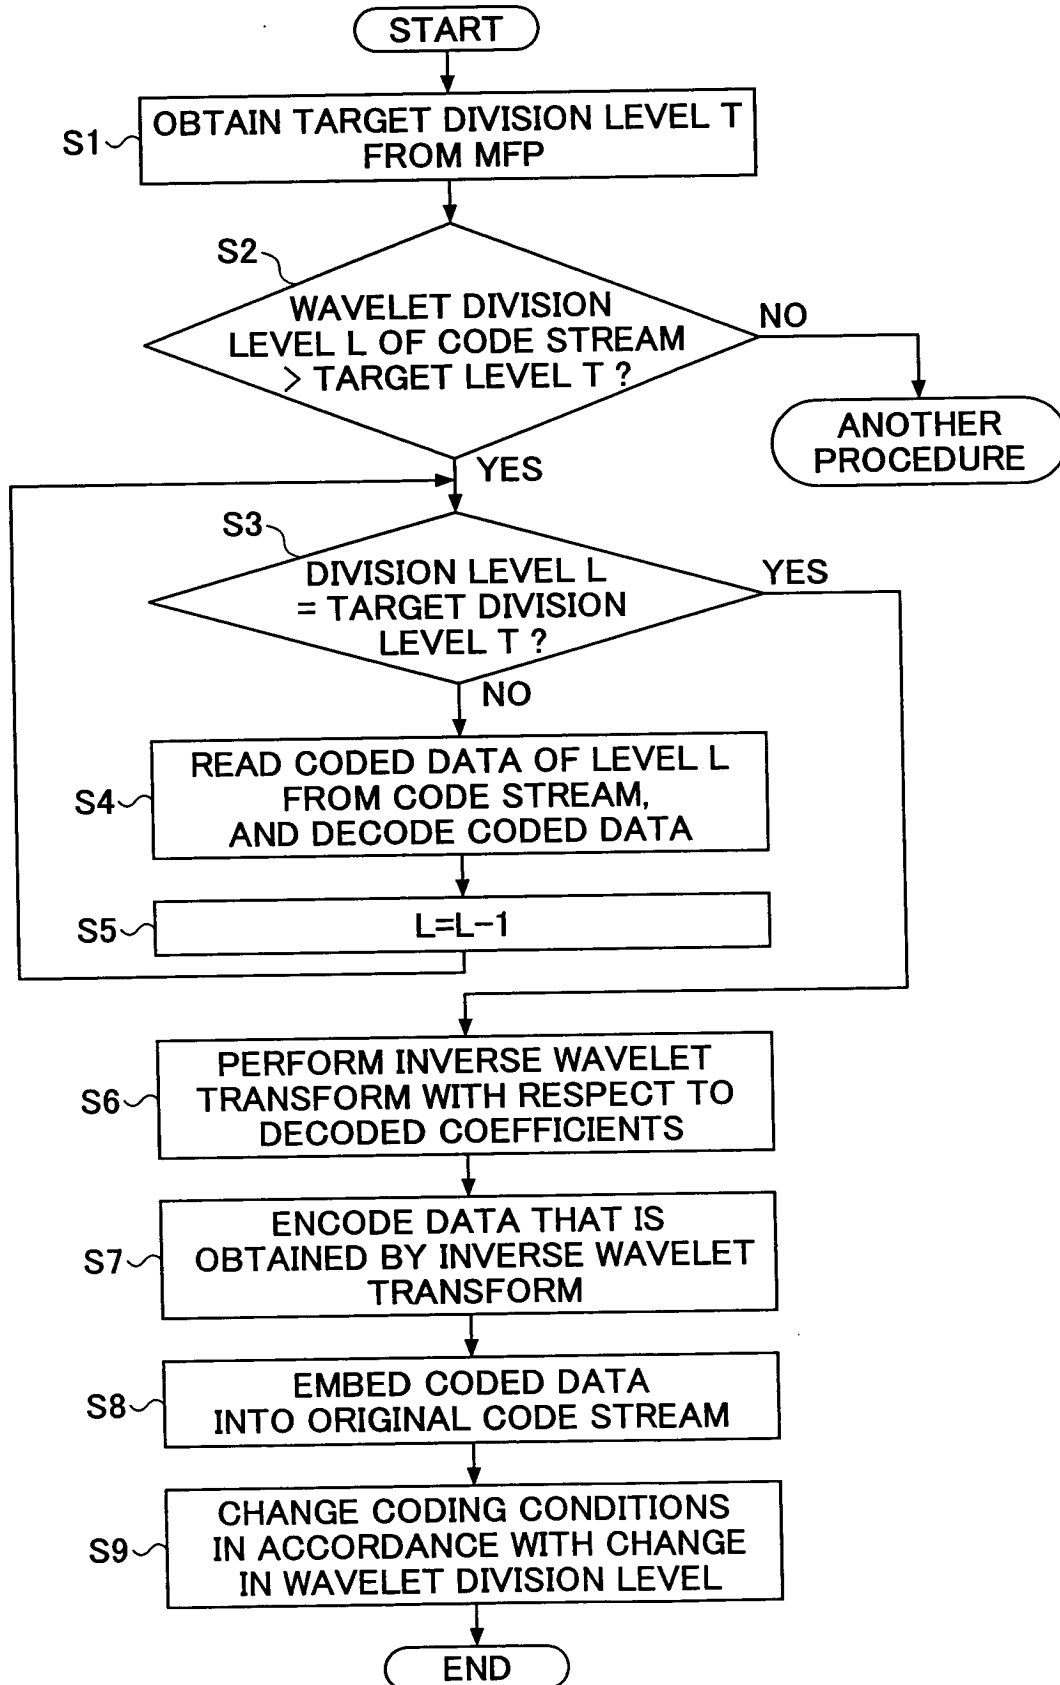 START
S1
OBTAIN TARGET DIVISION LEVEL T
FROM MFP
S2
WAVELET DIVISION
LEVEL L OF CODE STREAM
> TARGET LEVEL T ?
NO
ANOTHER
PROCEDURE
YES
S3
DIVISION LEVEL L
= TARGET DIVISION
LEVEL T ?
YES
NO
S4
READ CODED DATA OF LEVEL L
FROM CODE STREAM,
AND DECODE CODED DATA
S5
L=L-1
S6
PERFORM INVERSE WAVELET
TRANSFORM WITH RESPECT TO
DECODED COEFFICIENTS
S7
ENCODE DATA THAT IS
OBTAINED BY INVERSE WAVELET
TRANSFORM
S8
EMBED CODED DATA
INTO ORIGINAL CODE STREAM
S9
CHANGE CODING CONDITIONS
IN ACCORDANCE WITH CHANGE
IN WAVELET DIVISION LEVEL
END